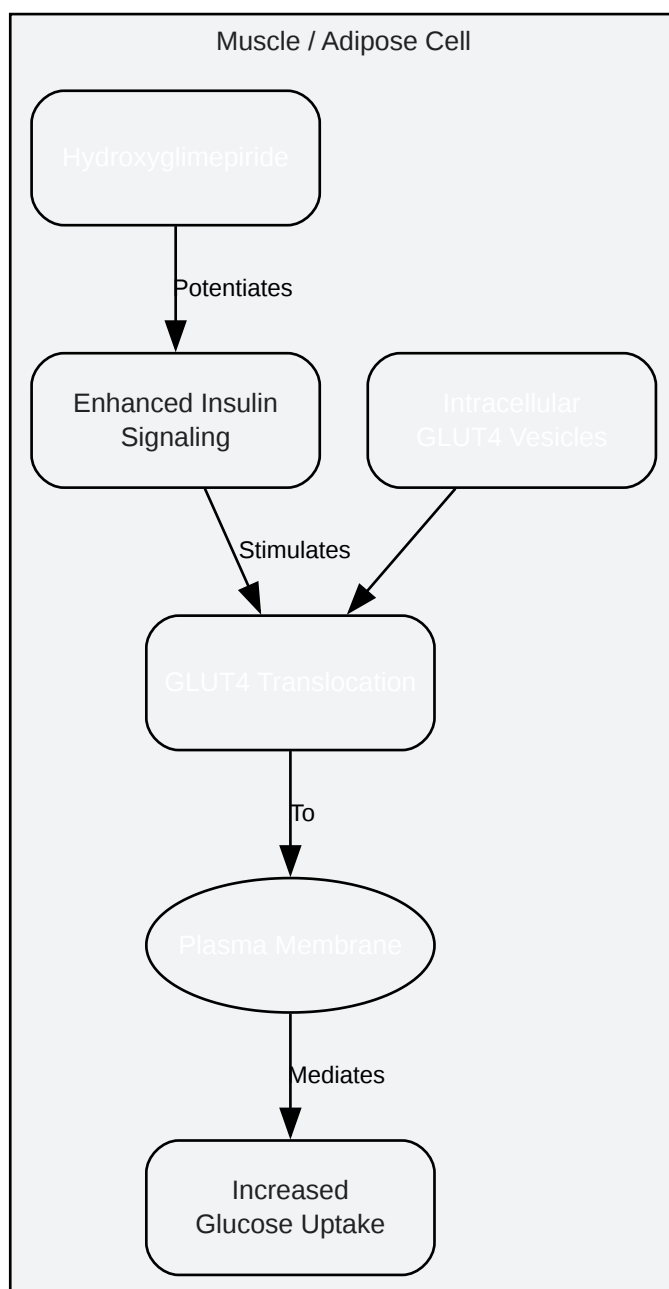 Muscle / Adipose Cell
Hydroxyglimepiride
Potentiates
Enhanced Insulin
Signaling
Intracellular
GLUT4 Vesicles
Stimulates
GLUT4 Translocation
To
Plasma Membrane
Mediates
Increased
Glucose Uptake